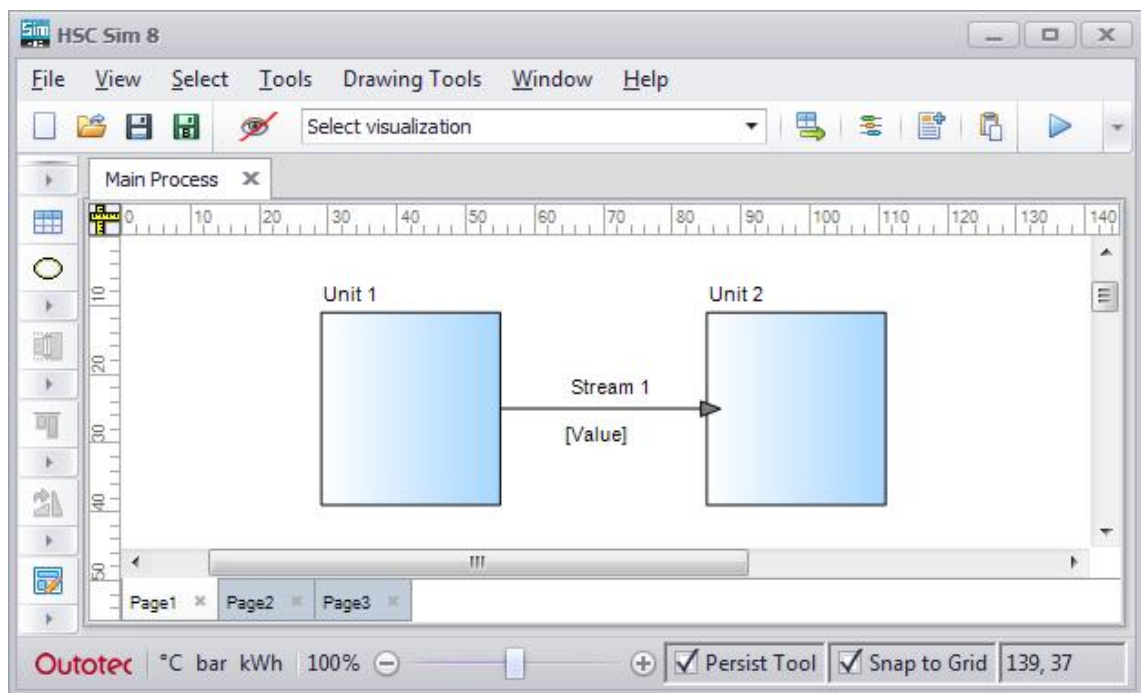 HSC Sim 8
File View Select Tools Drawing Tools Window Help
Select visualization
Main Process
0 10 20 30 40 50 60 70 80 90 100 110 120 130 140
10
20
30
40
50
Unit 1 Unit 2
Stream 1
[Value]
Page1 Page2 Page3
Outotec °C bar kWh 100% Persist Tool Snap to Grid 139, 37